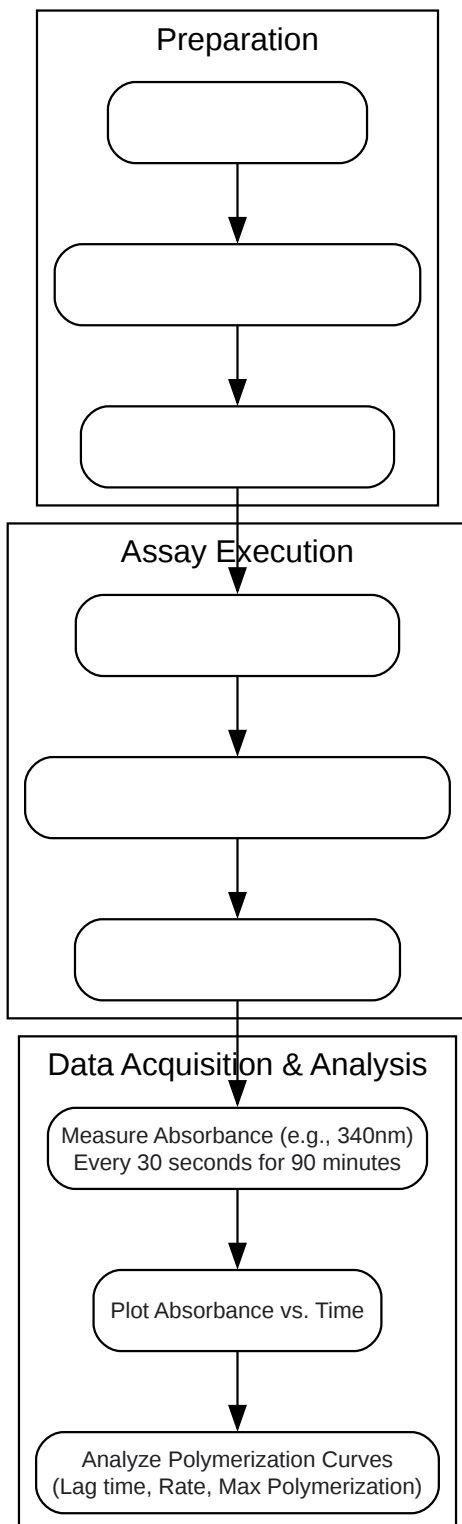 Preparation
Assay Execution
Data Acquisition & Analysis
Measure Absorbance (e.g., 340nm)
Every 30 seconds for 90 minutes
Plot Absorbance vs. Time
Analyze Polymerization Curves
(Lag time, Rate, Max Polymerization)